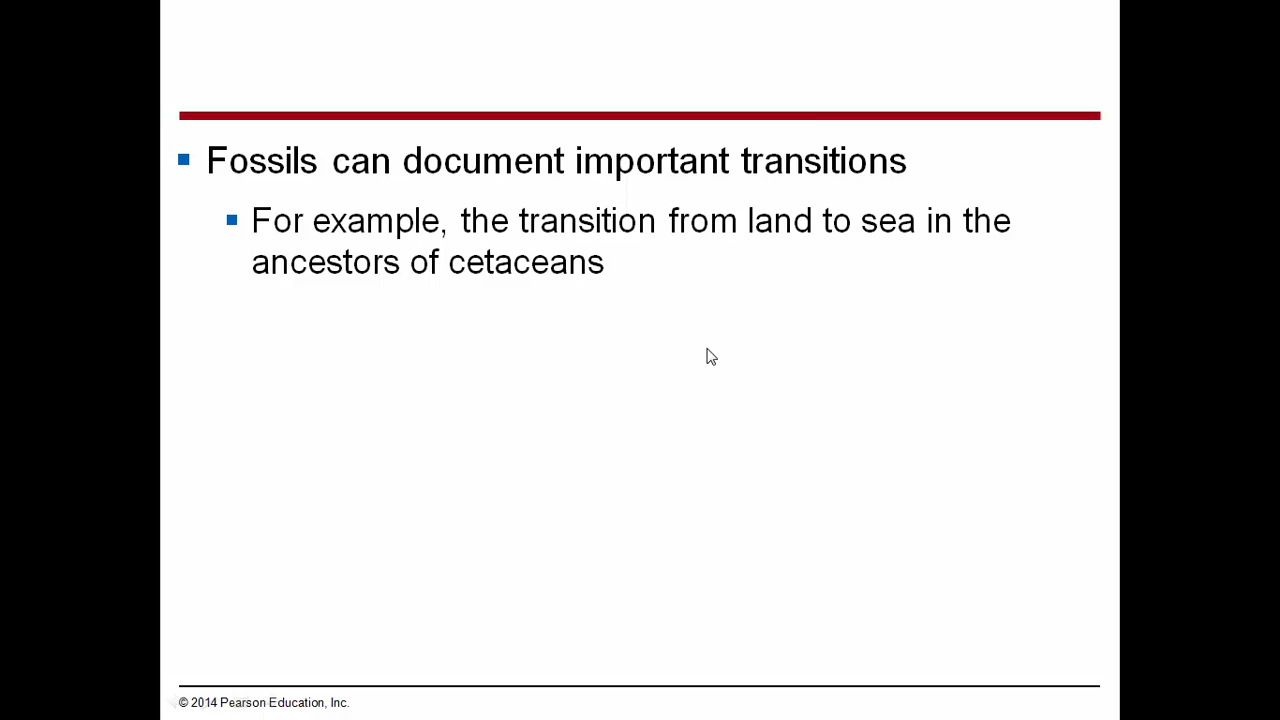 Fossils can document important transitions
For example, the transition from land to sea in the
ancestors of cetaceans
© 2014 Pearson Education, Inc.